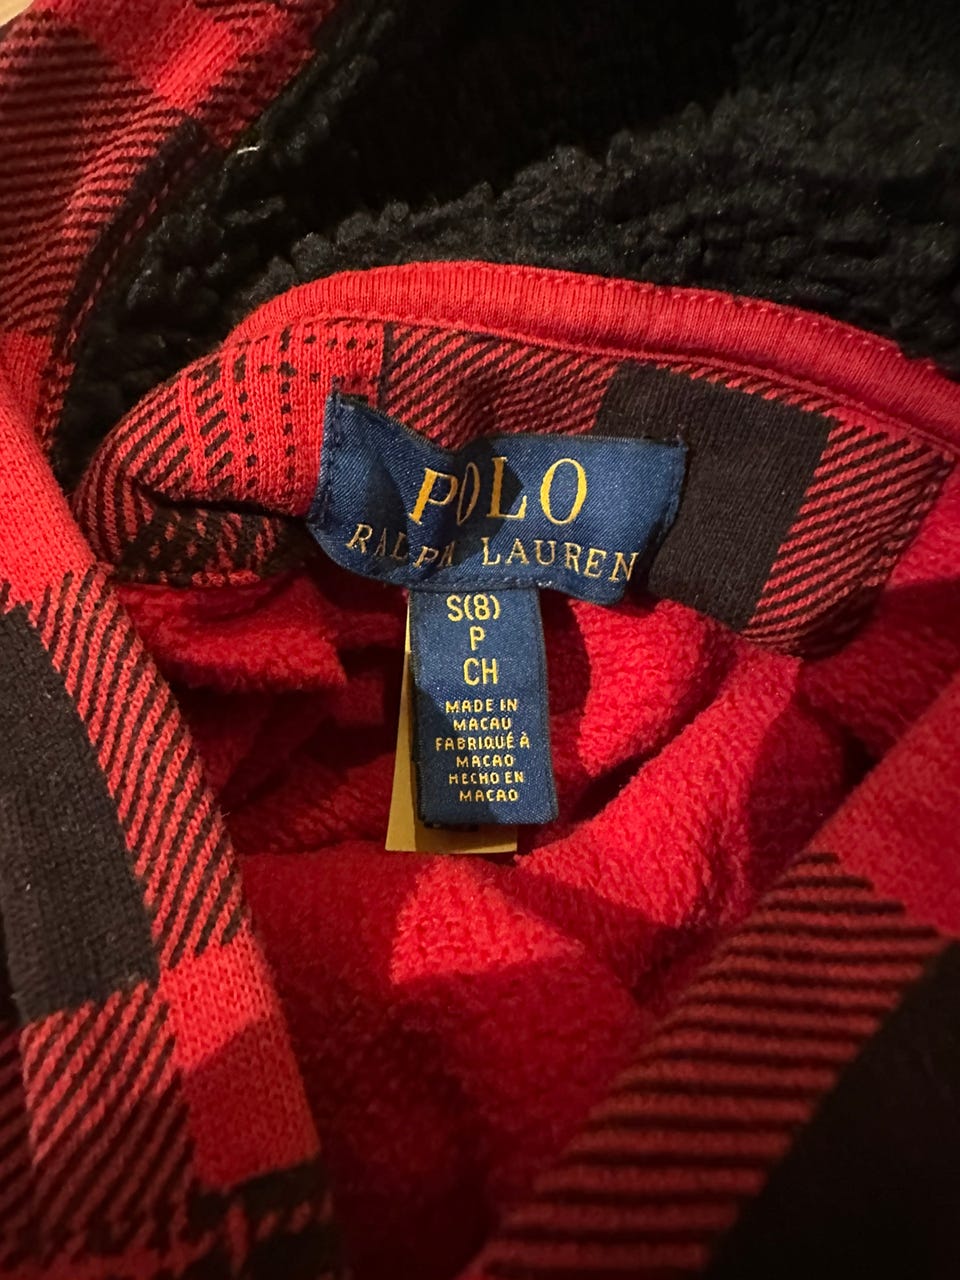 POLO
RALPH LAUREN
S(8)
P
CH
MADE IN
MACAU
FABRIQUÉ À
MACAO
HECHO EN
MACAO